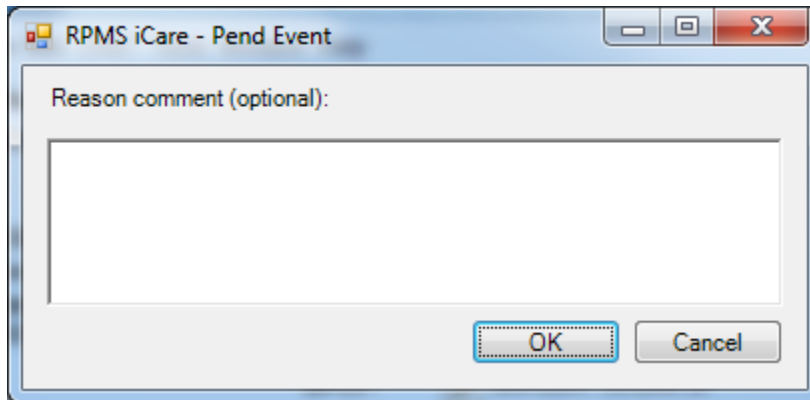 RPMS iCare - Pend Event
Reason comment (optional):
OK
Cancel